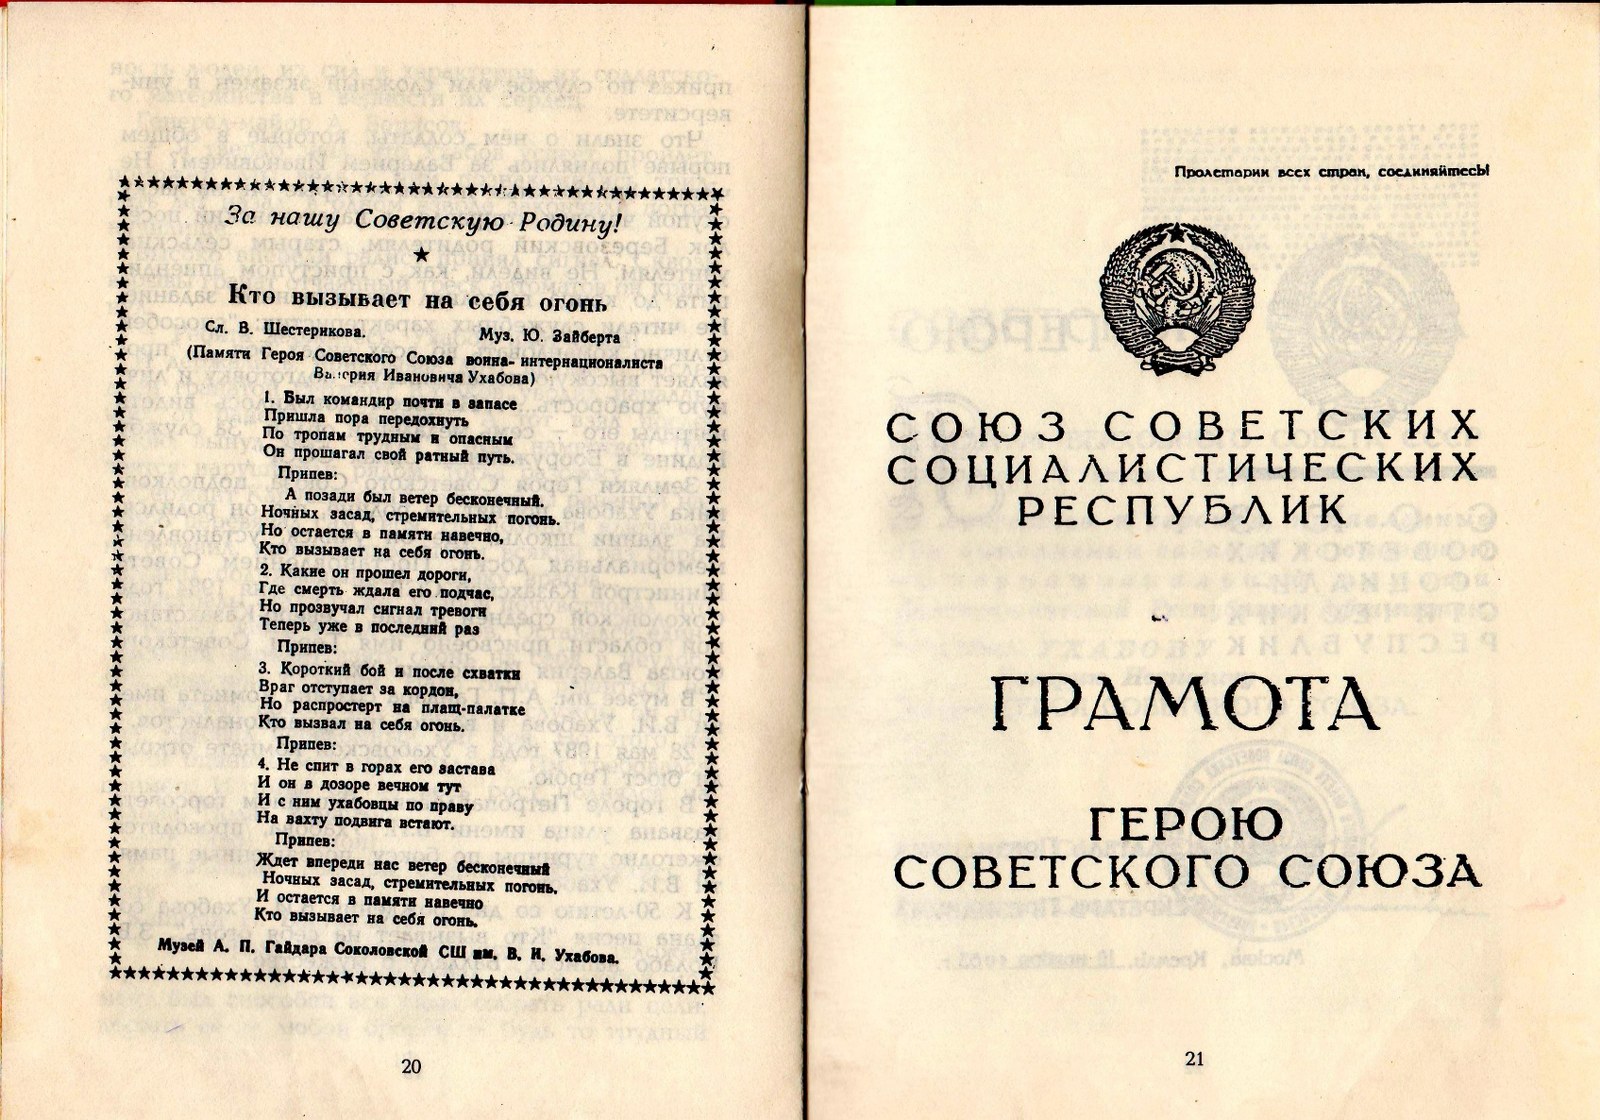 За нашу Советскую Родину!
Кто вызывает на себя огонь
Сл. В. Шестерикова. Муз. Ю. Зайберта
(Памяти Героя Советского Союза воина-интернационалиста
Валерия Ивановича Ухабова)
1. Был командир почти в запасе
Пришла пора передохнуть
По тропам трудным и опасным
Он прошагал свой ратный путь.
Припев:
А позади был ветер бесконечный.
Ночных засад, стремительных погонь.
Но остается в памяти навечно,
Кто вызывает на себя огонь.
2. Какие он прошел дороги,
Где смерть ждала его подчас,
Но прозвучал сигнал тревоги
Теперь уже в последний раз
Припев:
3. Короткий бой и после схватки
Враг отступает за кордон,
Но распростерт на плащ-палатке
Кто вызвал на себя огонь.
Припев:
4. Не спит в горах его застава
И он в дозоре вечном тут
И с ним ухабовцы по праву
На вахту подвига встают.
Припев:
Ждет впереди нас ветер бесконечный
Ночных засад, стремительных погонь.
И остается в памяти навечно
Кто вызывает на себя огонь.
Музей А. П. Гайдара Соколовской СШ им. В. И. Ухабова.
20
Пролетарии всех стран, соединяйтесЫ
СОЮЗ СОВЕТСКИХ
СОЦИАЛИСТИЧЕСКИХ
РЕСПУБЛИК
ГРАМОТА
ГЕРОЮ
СОВЕТСКОГО СОЮЗА
21